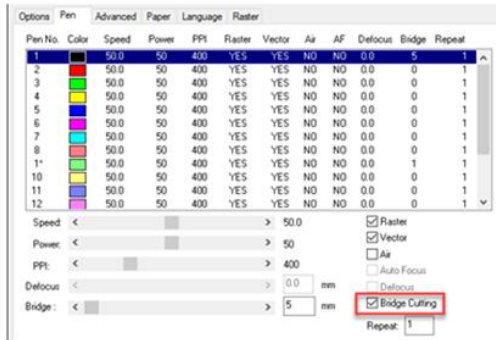 Options Pen Advanced Paper Language Raster
Pen No. Color Speed Power PPI Raster Vector Air AF Defocus Bridge Repeat
1 50.0 50 400 YES YES NO NO 0.0 5 1
2 50.0 50 400 YES YES NO NO 0.0 0 1
3 50.0 50 400 YES YES NO NO 0.0 0 1
4 50.0 50 400 YES YES NO NO 0.0 0 1
5 50.0 50 400 YES YES NO NO 0.0 0 1
6 50.0 50 400 YES YES NO NO 0.0 0 1
7 50.0 50 400 YES YES NO NO 0.0 0 1
8 50.0 50 400 YES YES NO NO 0.0 0 1
1* 50.0 50 400 YES YES NO NO 0.0 1 1
10 50.0 50 400 YES YES NO NO 0.0 0 1
11 50.0 50 400 YES YES NO NO 0.0 0 1
12 50.0 50 400 YES YES NO NO 0.0 0 1
Speed: 50.0 Raster
Power: 50 Vector
Air
PPI: 400 Auto Focus
Defocus 0.0 mm Defocus
Bridge : 5 mm Bridge Cutting
Repeat: 1